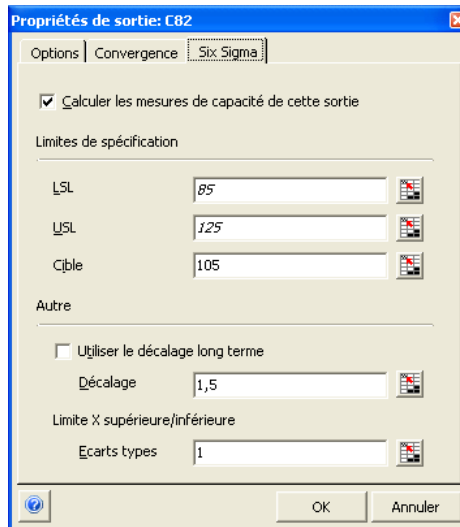 Propriétés de sortie: C82
Options Convergence Six Sigma
Calculer les mesures de capacité de cette sortie
Limites de spécification
LSL 85
USL 125
Cible 105
Autre
Utiliser le décalage long terme
Décalage 1,5
Limite X supérieure/inférieure
Ecarts types 1
OK Annuler